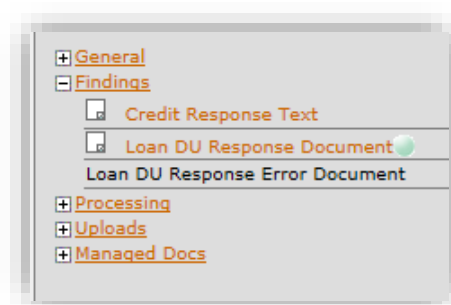 General
Findings
Credit Response Text
Loan DU Response Document
Loan DU Response Error Document
Processing
Uploads
Managed Docs